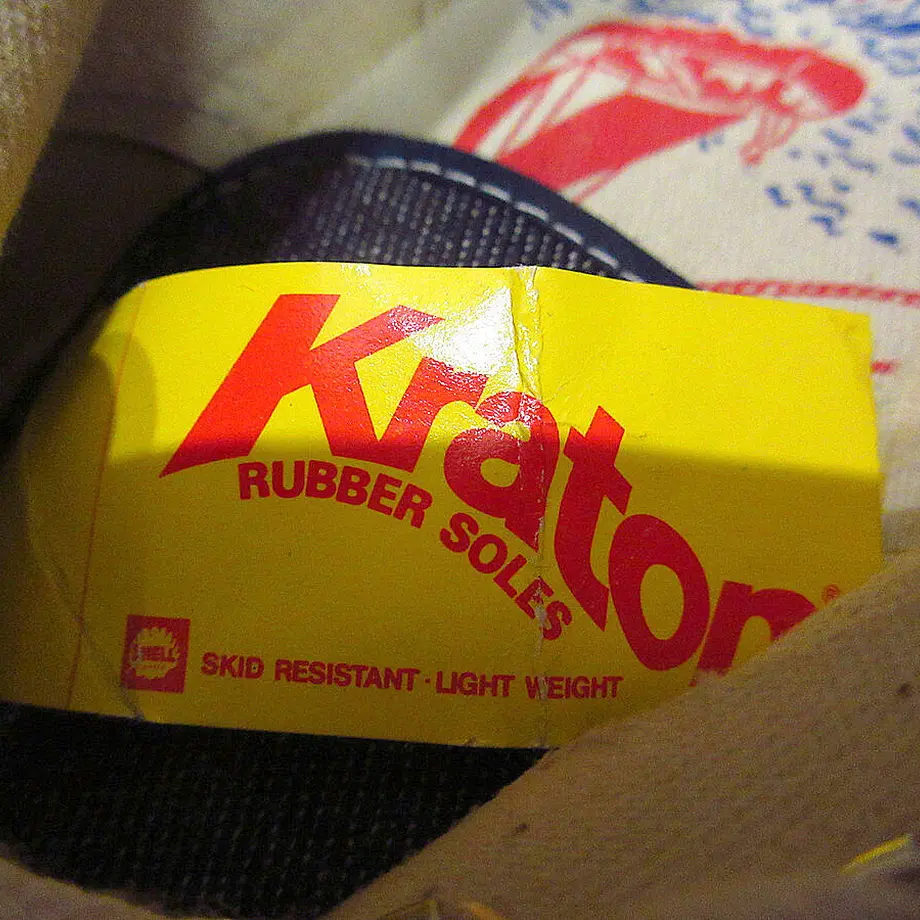 Kraton®
RUBBER SOLES
SHELL
SKID RESISTANT · LIGHT WEIGHT